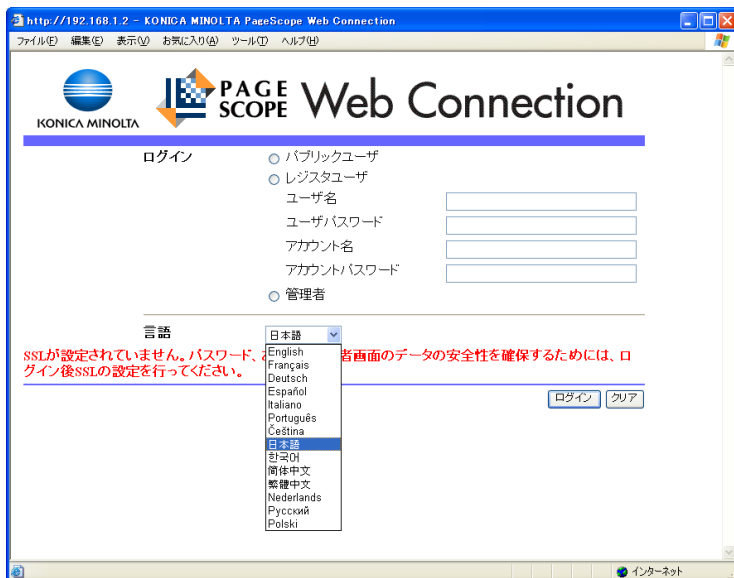 http://192.168.1.2 - KONICA MINOLTA PageScope Web Connection
ファイル(F) 編集(E) 表示(V) お気に入り(A) ツール(T) ヘルプ(H)
KONICA MINOLTA
PAGE SCOPE Web Connection
ログイン
パブリックユーザ
レジスタユーザ
ユーザ名
ユーザパスワード
アカウント名
アカウントパスワード
管理者
言語
日本語
SSLが設定されていません。パスワード、
者画面のデータの安全性を確保するためには、ロ
グイン後SSLの設定を行ってください。
English
Français
Deutsch
Español
Italiano
Português
Čeština
日本語
한국어
简体中文
繁體中文
Nederlands
Русский
Polski
ログイン クリア
インターネット